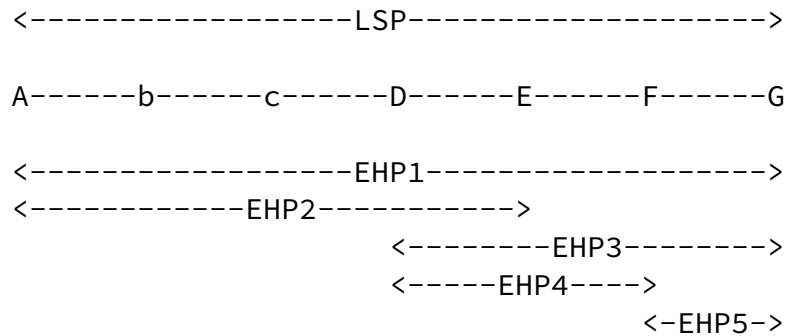 <------------------LSP-------------------->
A------b------c------D------E------F------G
<------------------EHP1------------------->
<------------EHP2----------->
<--------EHP3-------->
<-----EHP4---->
<-EHP5->